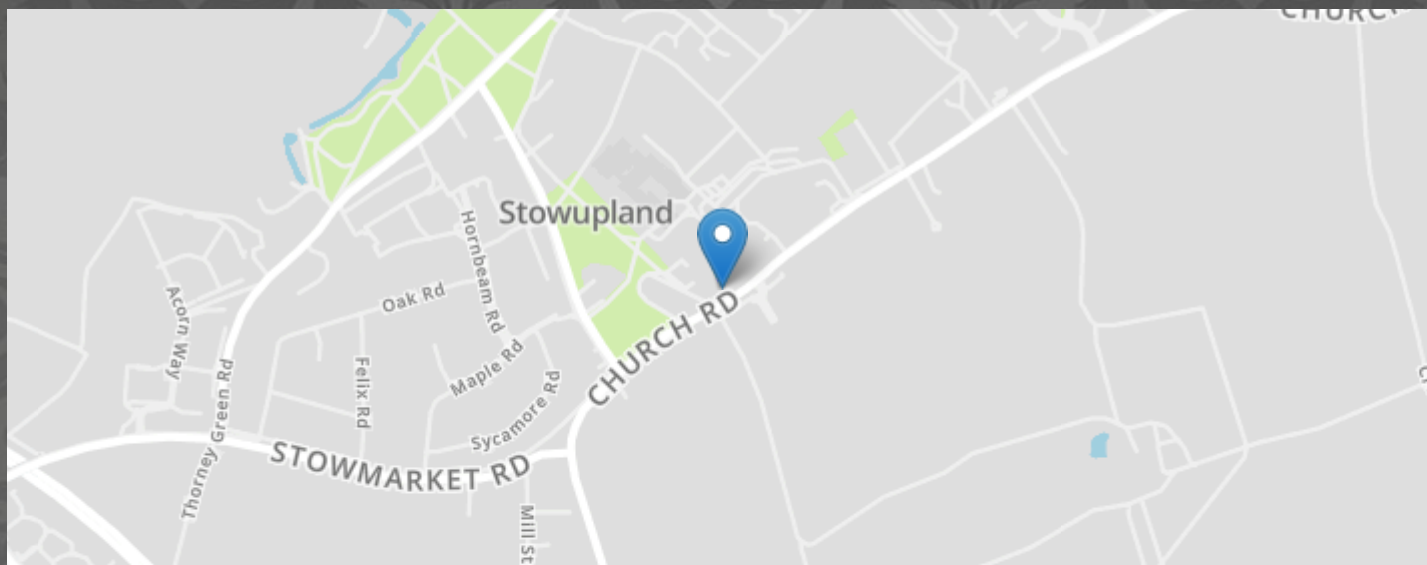 CHURCH
Stowupland
Hornbeam Rd
Oak Rd
Acorn Way
CHURCH RD
Maple Rd
Felix Rd
Thorney Green Rd
Sycamore Rd
STOWMARKET RD
Mill St